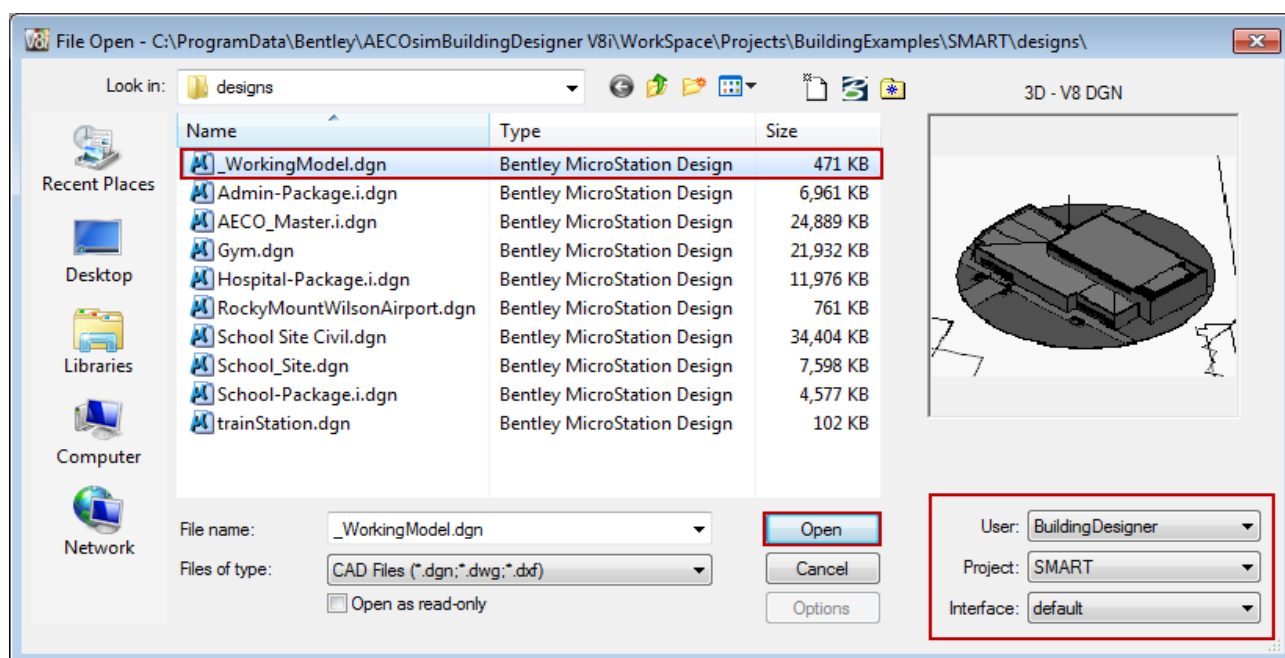 V8i File Open - C:\ProgramData\Bentley\AECOsimBuildingDesigner V8i\WorkSpace\Projects\BuildingExamples\SMART\designs\
Look in: designs
3D - V8 DGN
Name Type Size
_WorkingModel.dgn Bentley MicroStation Design 471 KB
Admin-Package.i.dgn Bentley MicroStation Design 6,961 KB
AECO_Master.i.dgn Bentley MicroStation Design 24,889 KB
Gym.dgn Bentley MicroStation Design 21,932 KB
Hospital-Package.i.dgn Bentley MicroStation Design 11,976 KB
RockyMountWilsonAirport.dgn Bentley MicroStation Design 761 KB
School Site Civil.dgn Bentley MicroStation Design 34,404 KB
School_Site.dgn Bentley MicroStation Design 7,598 KB
School-Package.i.dgn Bentley MicroStation Design 4,577 KB
trainStation.dgn Bentley MicroStation Design 102 KB
Recent Places
Desktop
Libraries
Computer
Network
File name: _WorkingModel.dgn Open
Files of type: CAD Files (*.dgn;*.dwg;*.dxf) Cancel
Open as read-only Options
User: BuildingDesigner
Project: SMART
Interface: default